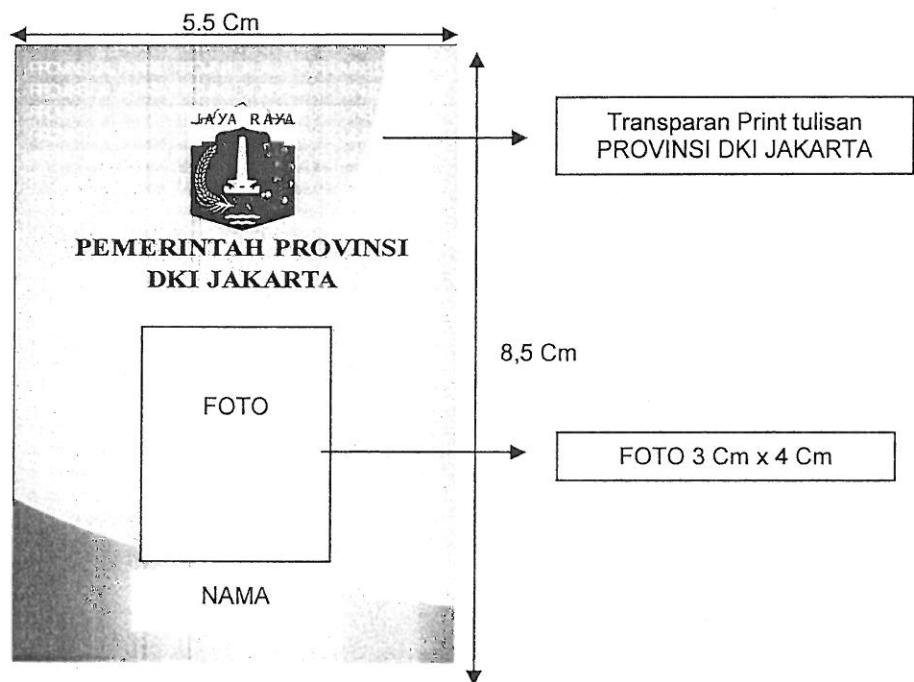 5.5 Cm
JAYA RAYA
PEMERINTAH PROVINSI
DKI JAKARTA
FOTO
NAMA
Transparan Print tulisan
PROVINSI DKI JAKARTA
8,5 Cm
FOTO 3 Cm x 4 Cm